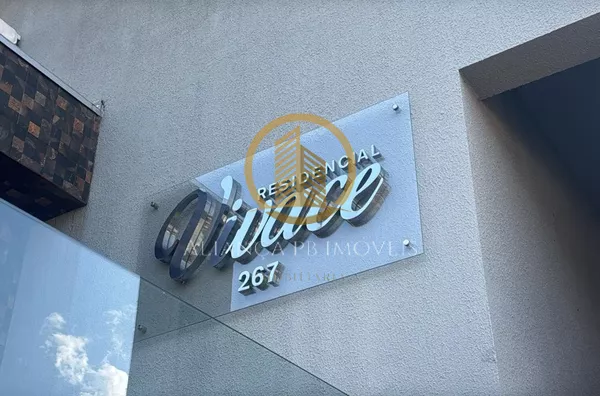 RESIDENCIAL
Vivace
267
ALIANÇA PB IMÓVEIS